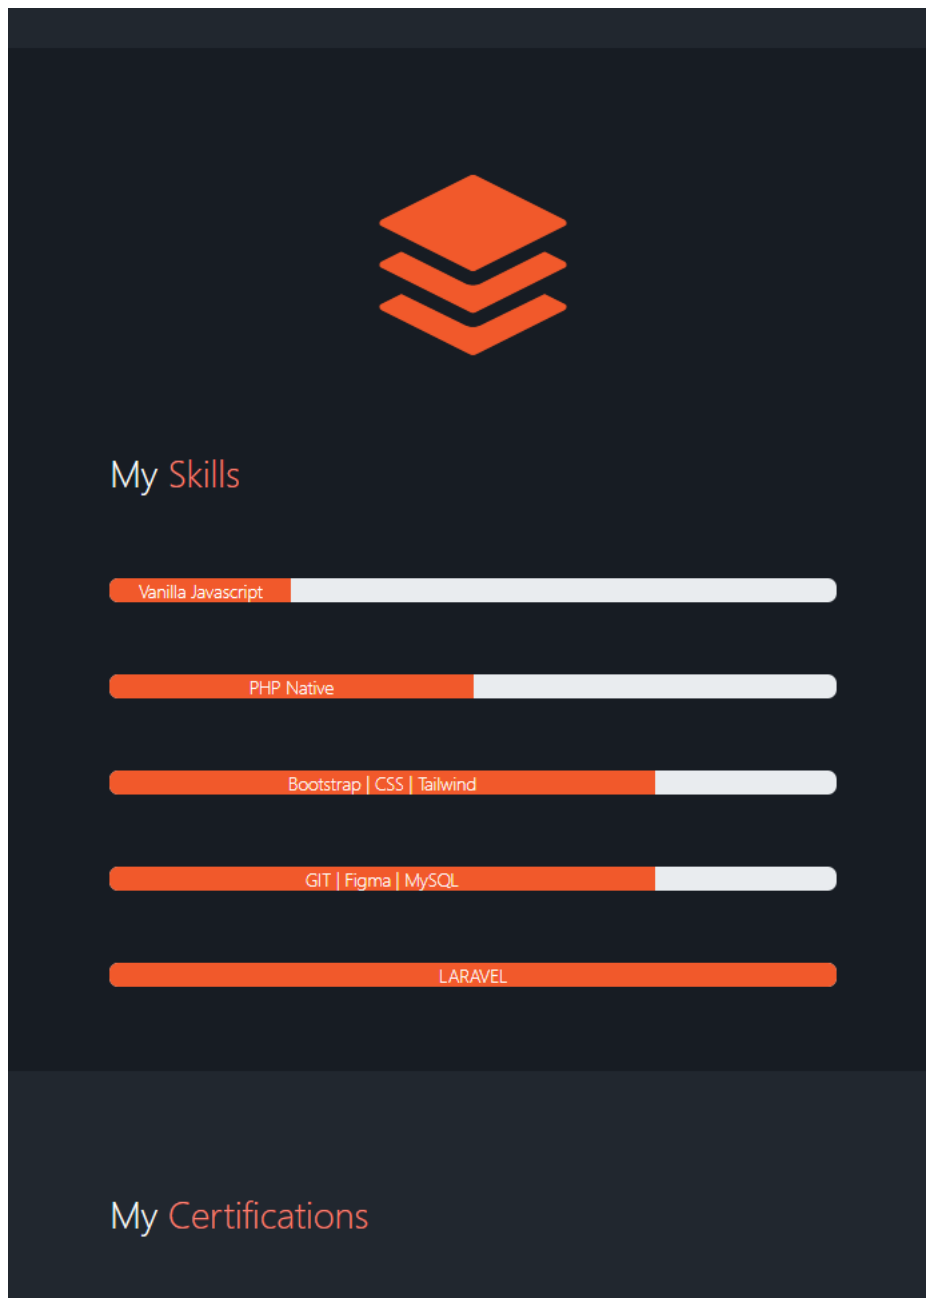 My Skills
Vanilla Javascript
PHP Native
Bootstrap | CSS | Tailwind
GIT | Figma | MySQL
LARAVEL
My Certifications